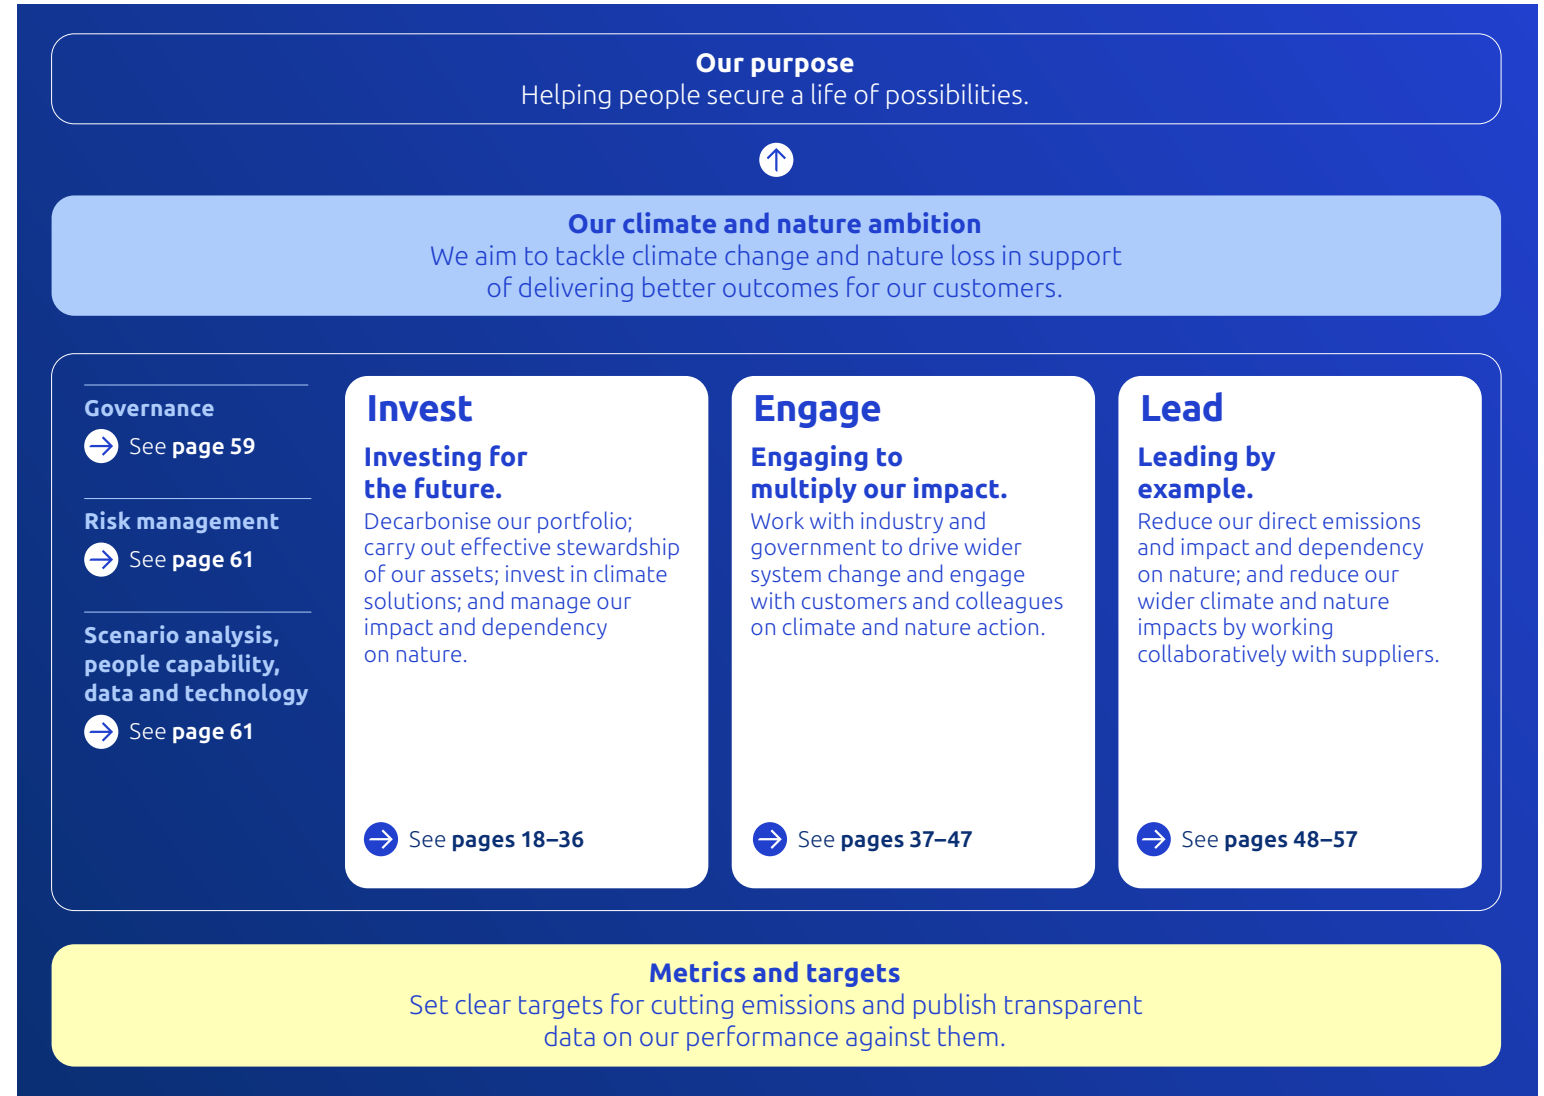 Our purpose
Helping people secure a life of possibilities.
Our climate and nature ambition
We aim to tackle climate change and nature loss in support
of delivering better outcomes for our customers.
Governance
See page 59
Risk management
See page 61
Scenario analysis,
people capability,
data and technology
See page 61
Invest
Investing for
the future.
Decarbonise our portfolio;
carry out effective stewardship
of our assets; invest in climate
solutions; and manage our
impact and dependency
on nature.
See pages 18–36
Engage
Engaging to
multiply our impact.
Work with industry and
government to drive wider
system change and engage
with customers and colleagues
on climate and nature action.
See pages 37–47
Lead
Leading by
example.
Reduce our direct emissions
and impact and dependency
on nature; and reduce our
wider climate and nature
impacts by working
collaboratively with suppliers.
See pages 48–57
Metrics and targets
Set clear targets for cutting emissions and publish transparent
data on our performance against them.